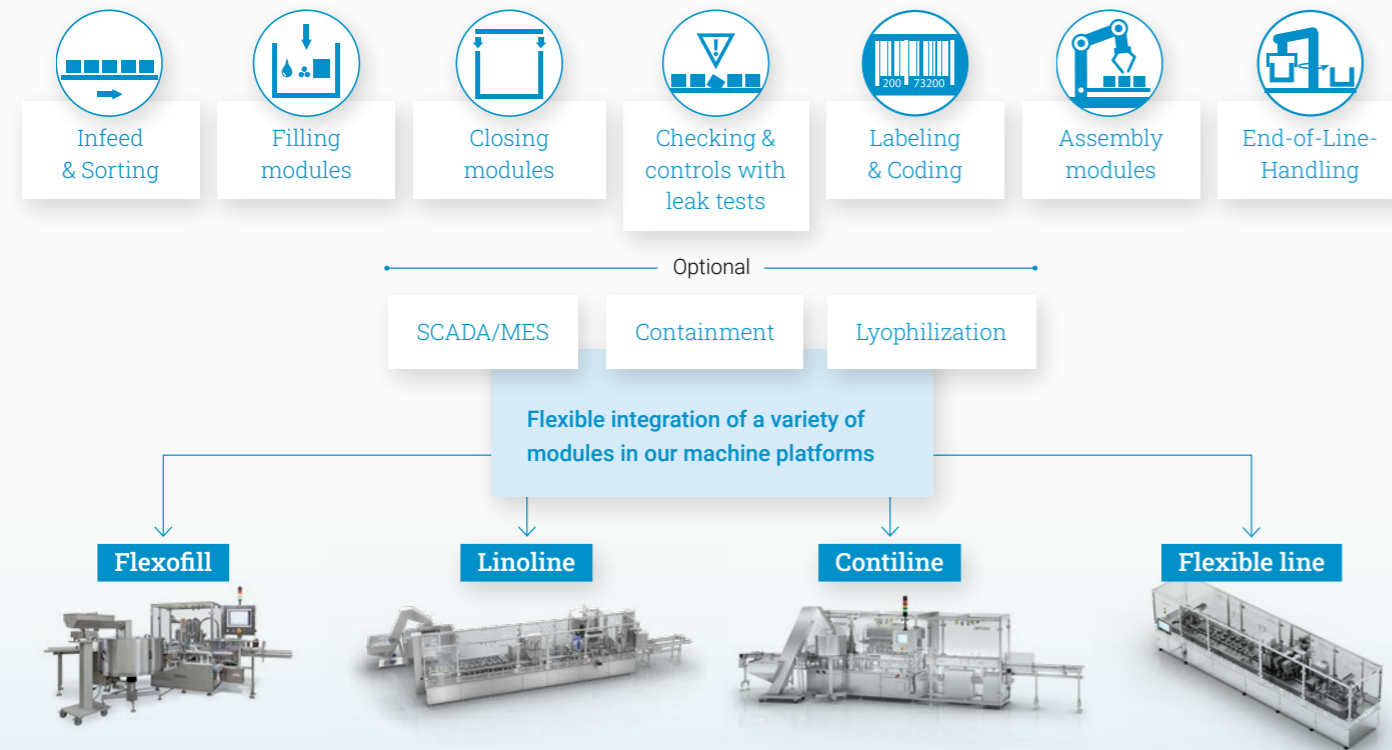 200 73200
Infeed
& Sorting
Filling
modules
Closing
modules
Checking &
controls with
leak tests
Labeling
& Coding
Assembly
modules
End-of-Line-
Handling
Optional
SCADA/MES
Containment
Lyophilization
Flexible integration of a variety of
modules in our machine platforms
Flexofill
Linoline
Contiline
Flexible line